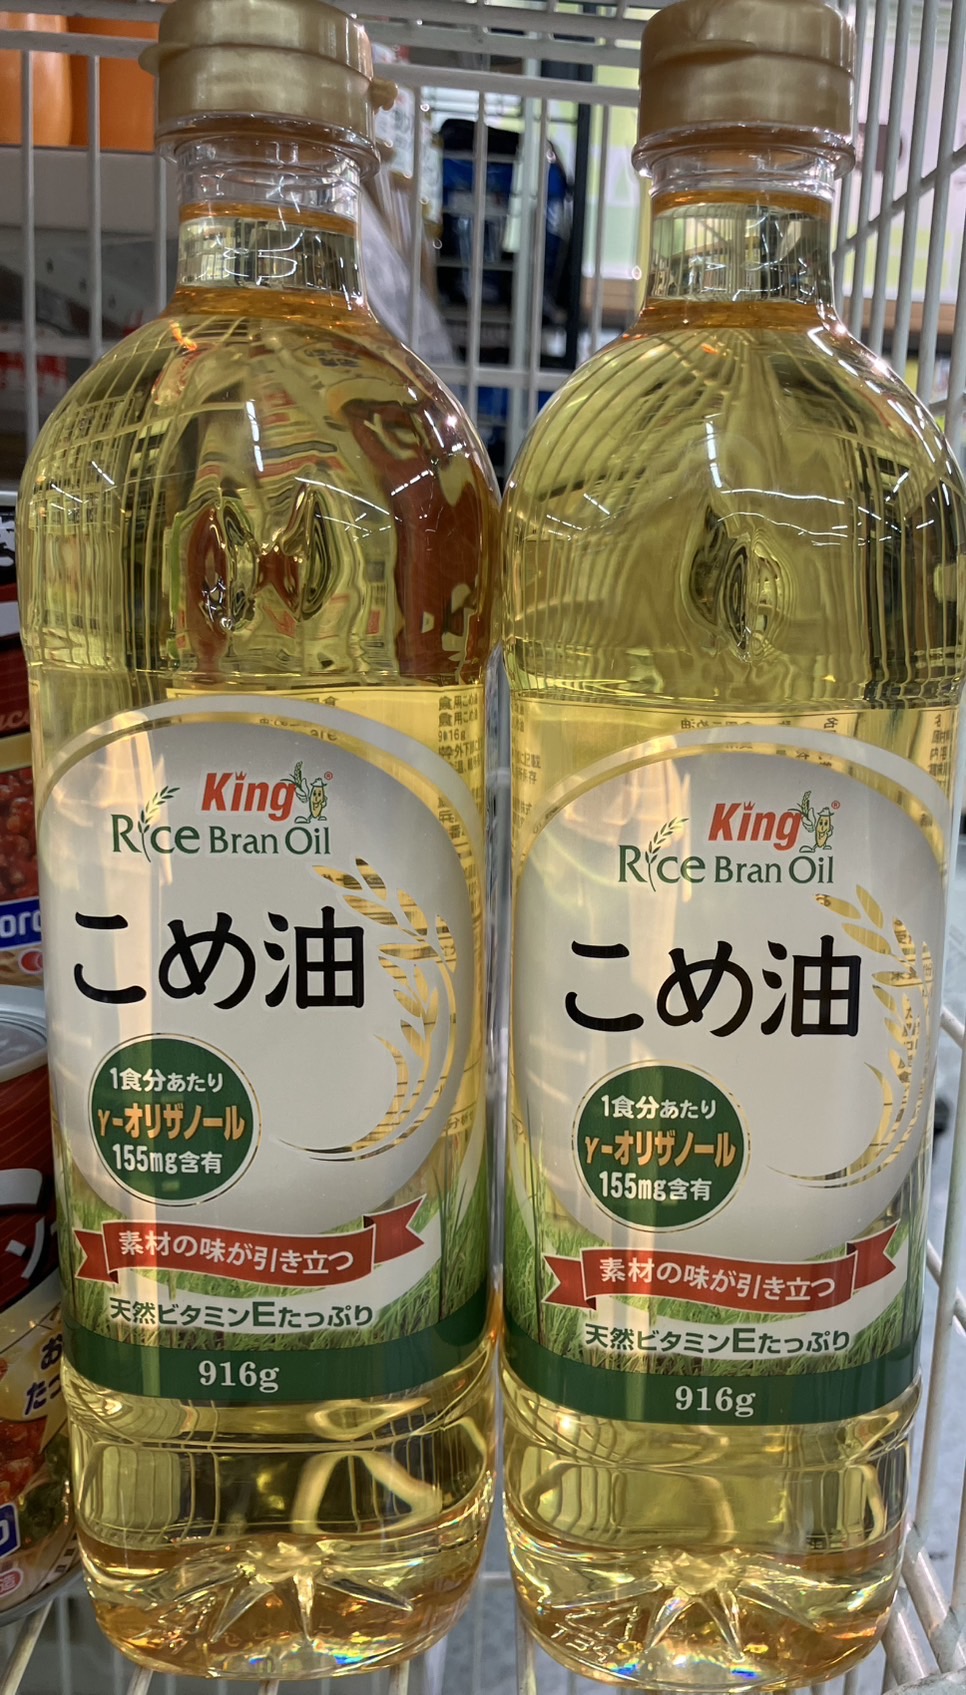 King®
Rice Bran Oil
こめ油
1食分あたり
γ-オリザノール
155mg含有
素材の味が引き立つ
天然ビタミンEたっぷり
916g
King®
Rice Bran Oil
こめ油
1食分あたり
γ-オリザノール
155mg含有
素材の味が引き立つ
天然ビタミンEたっぷり
916g